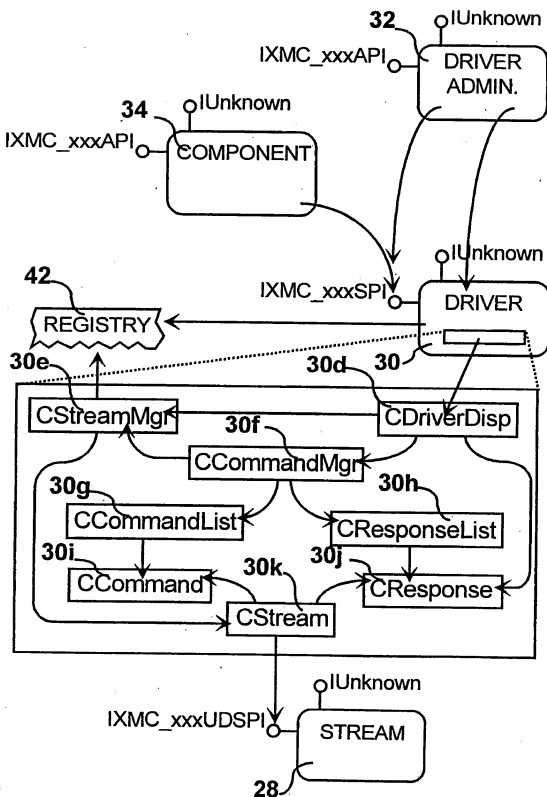 IUnknown
32
IXMC_xxxAPI
DRIVER
ADMIN.
34
IUnknown
IXMC_xxxAPI
COMPONENT
IUnknown
42
IXMC_xxxSPI
DRIVER
REGISTRY
30
30e
30d
CStreamMgr
CDriverDisp
30f
CCommandMgr
30g
30h
CCommandList
CResponseList
30i
30k
30j
CCommand
CResponse
CStream
IUnknown
IXMC_xxxUDSPI
STREAM
28